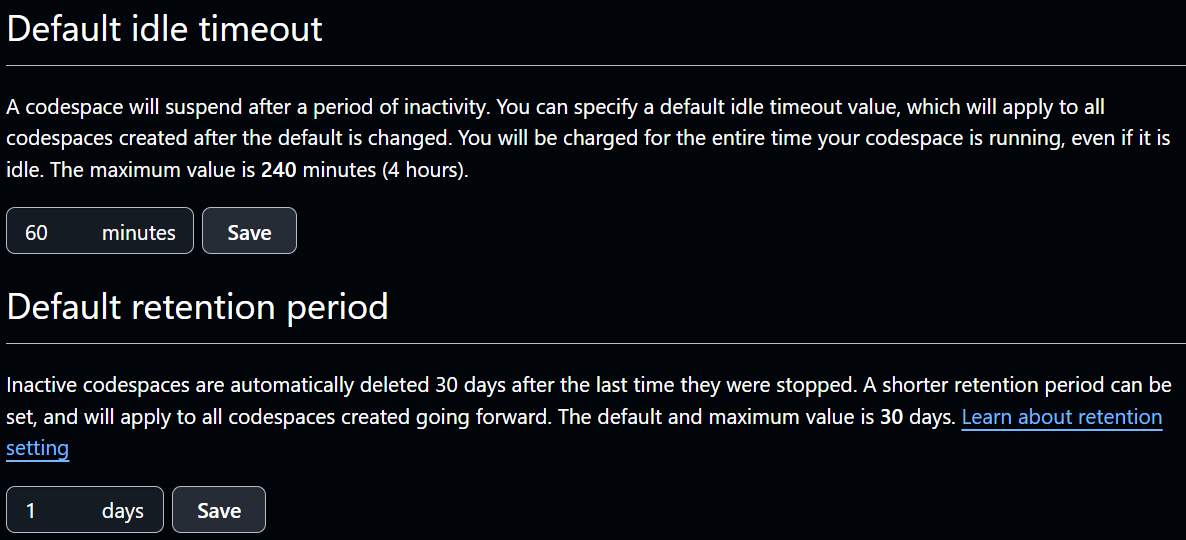 Default idle timeout
A codespace will suspend after a period of inactivity. You can specify a default idle timeout value, which will apply to all
codespaces created after the default is changed. You will be charged for the entire time your codespace is running, even if it is
idle. The maximum value is 240 minutes (4 hours).
60 minutes Save
Default retention period
Inactive codespaces are automatically deleted 30 days after the last time they were stopped. A shorter retention period can be
set, and will apply to all codespaces created going forward. The default and maximum value is 30 days. Learn about retention
setting
1 days Save